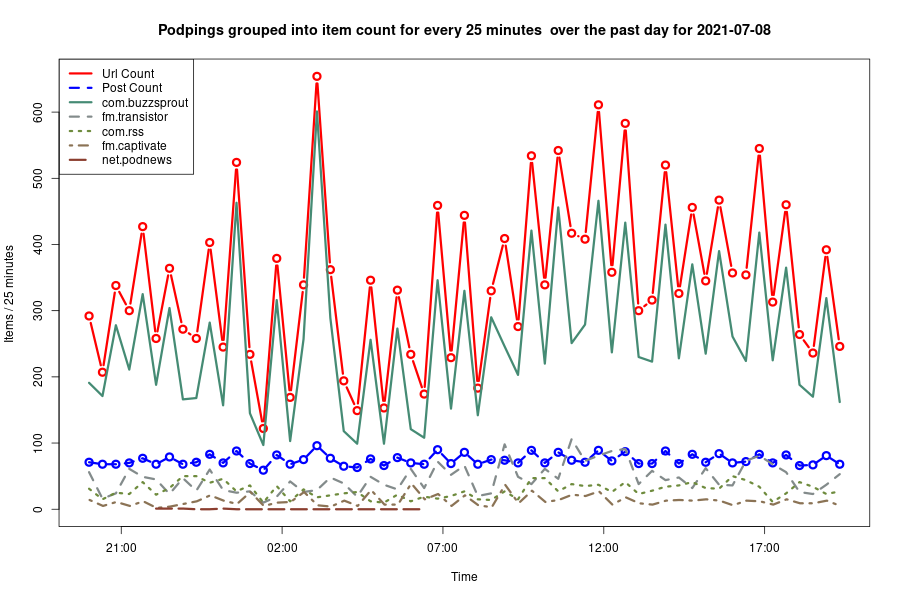 Podpings grouped into item count for every 25 minutes  over the past day for 2021-07-08
Url Count
Post Count
com.buzzsprout
fm.transistor
com.rss
fm.captivate
net.podnews
Items / 25 minutes
600
500
400
300
200
100
0
21:00 02:00 07:00 12:00 17:00
Time